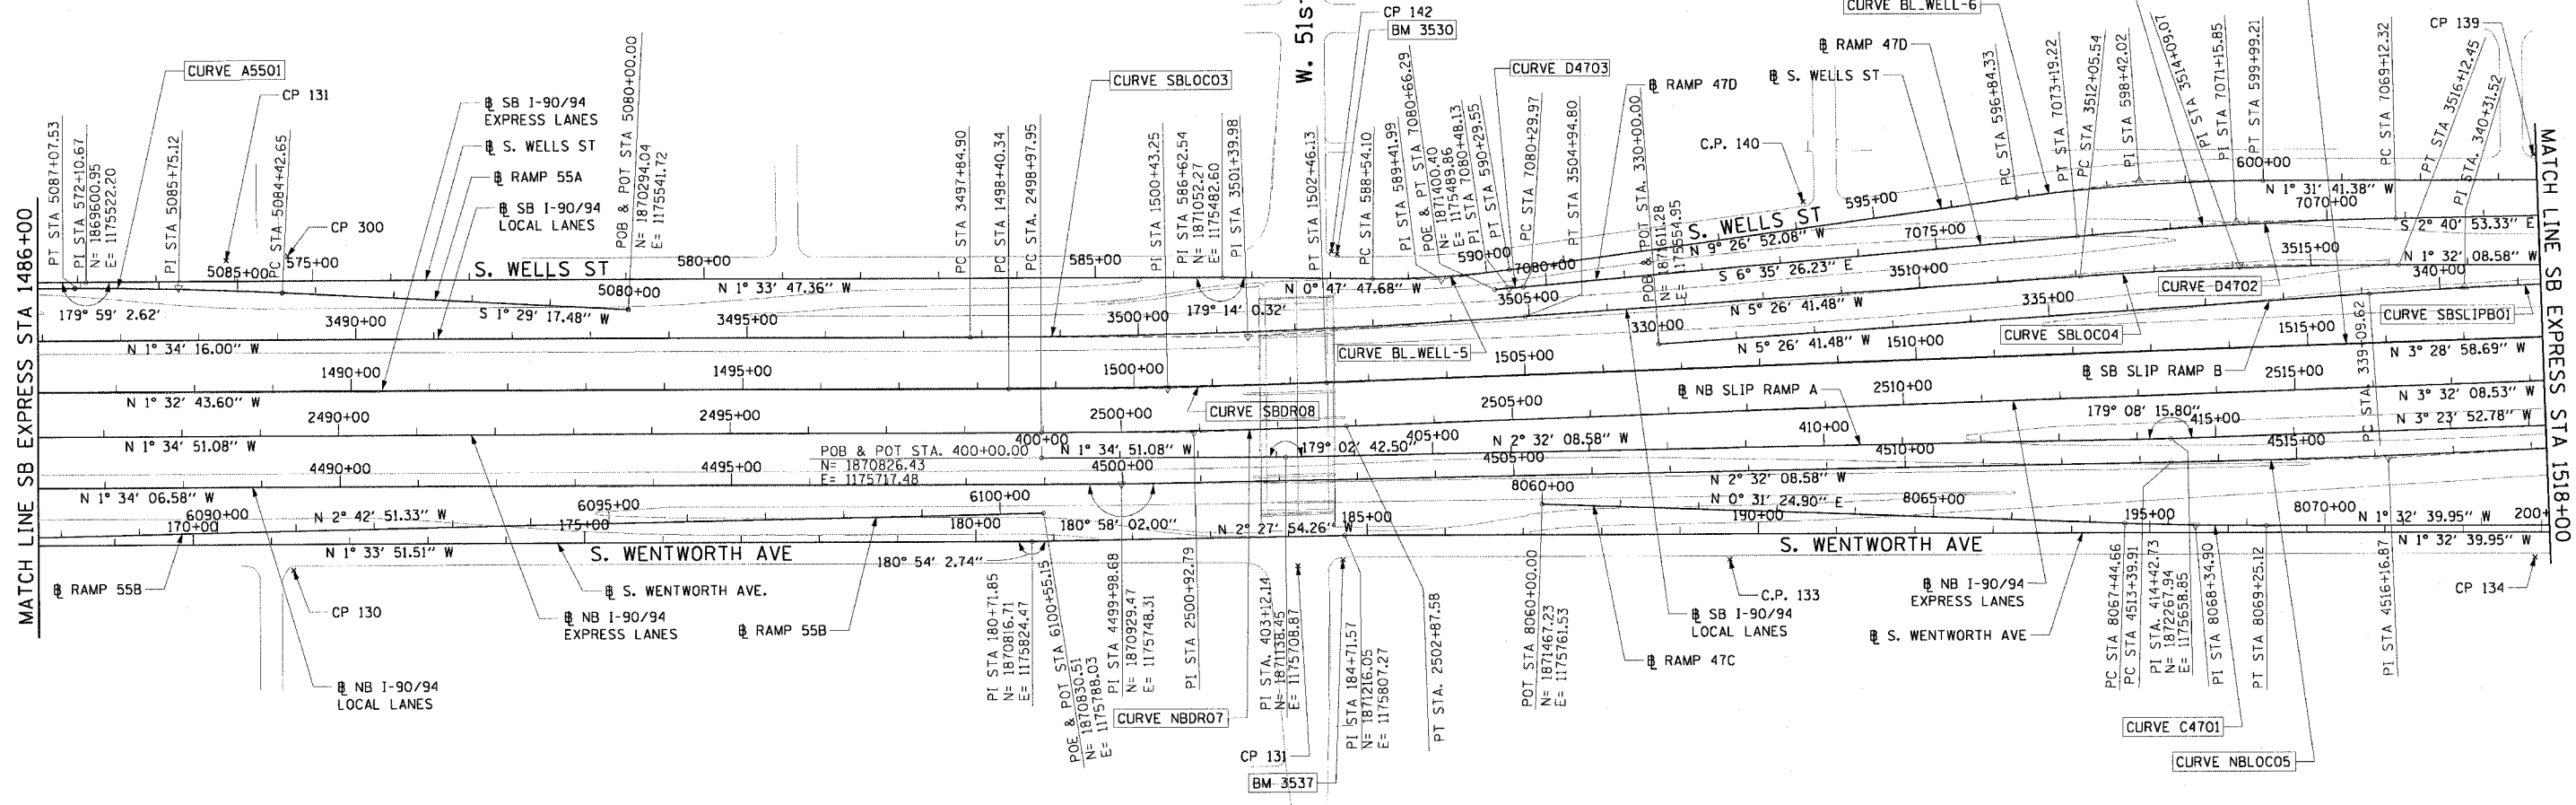 MATCH LINE SB EXPRESS STA 1486+00
CURVE A5501
CP 131
℄ SB I-90/94
EXPRESS LANES
℄ S. WELLS ST
℄ RAMP 55A
℄ SB I-90/94
LOCAL LANES
CP 300
PT STA 5087+07.53
PI STA 572+10.67
N= 1869600.95
E= 1175522.20
PI STA 5085+75.12
PC STA 5084+42.65
POB & POT STA 5080+00.00
N= 1870294.04
E= 1175541.72
CURVE SBLOC03
PC STA 3497+84.90
PC STA 1498+40.34
PC STA. 2498+97.95
PI STA 1500+43.25
PI STA 586+62.54
N= 1871052.27
E= 1175482.60
PI STA 3501+39.98
W. 51s
CP 142
BM 3530
PT STA 1502+46.13
PC STA 588+54.10
PI STA 589+41.99
POE & PI STA 7080+66.29
N= 1871400.40
E= 1175489.86
PI STA 7080+48.13
PT STA 590+29.55
PC STA 7080+29.97
PT STA 3504+94.80
CURVE D4703
℄ RAMP 47D
POB & POT STA. 330+00.00
N= 1871611.28
E= 1175554.95
℄ RAMP 47D
℄ S. WELLS ST
C.P. 140
CURVE BL_WELL-6
PC STA 596+84.33
PT STA 7073+19.22
PC STA 3512+05.54
PI STA 598+42.02
PI STA 3514+09.07
PI STA 7071+15.85
PT STA 599+99.21
PC STA 7069+12.32
PT STA 3516+12.45
PI STA. 340+31.52
CP 139
MATCH LINE SB EXPRESS STA 1518+00
5085+00
575+00
S. WELLS ST
580+00
585+00
590+00
S. WELLS ST
595+00
600+00
N 1° 31' 41.38" W
179° 59' 2.62'
S 1° 29' 17.48" W
5080+00
N 1° 33' 47.36" W
179° 14' 0.32'
N 0° 47' 47.68" W
7080+00
N 9° 26' 52.08" W
7075+00
7070+00
S 2° 40' 53.33" E
3490+00
3495+00
3500+00
3505+00
S 6° 35' 26.23" E
3510+00
3515+00
N 1° 32' 08.58" W
N 1° 34' 16.00" W
CURVE BL_WELL-5
330+00
N 5° 26' 41.48" W
335+00
CURVE D4702
340+00
1490+00
1495+00
1500+00
1505+00
N 5° 26' 41.48" W
1510+00
CURVE SBLOC04
1515+00
CURVE SBSLIPB01
N 3° 28' 58.69" W
N 1° 32' 43.60" W
2490+00
2495+00
2500+00
CURVE SBDR08
2505+00
℄ NB SLIP RAMP A
2510+00
℄ SB SLIP RAMP B
2515+00
PC STA. 339+09.62
N 3° 32' 08.53" W
N 1° 34' 51.08" W
POB & POT STA. 400+00.00
N= 1870826.43
E= 1175717.48
400+00
N 1° 34' 51.08" W
179° 02' 42.50"
405+00
N 2° 32' 08.58" W
410+00
179° 08' 15.80"
415+00
N 3° 23' 52.78" W
4490+00
4495+00
4500+00
4505+00
4510+00
4515+00
N 1° 34' 06.58" W
N 2° 32' 08.58" W
6090+00
N 2° 42' 51.33" W
6095+00
6100+00
8060+00
N 0° 31' 24.90" E
8065+00
8070+00
N 1° 32' 39.95" W
170+00
175+00
180+00
180° 58' 02.00"
N 2° 27' 54.26" W
185+00
190+00
195+00
200+
N 1° 33' 51.51" W
S. WENTWORTH AVE
180° 54' 2.74"
S. WENTWORTH AVE
N 1° 32' 39.95" W
℄ RAMP 55B
CP 130
℄ NB I-90/94
LOCAL LANES
℄ S. WENTWORTH AVE.
℄ NB I-90/94
EXPRESS LANES
℄ RAMP 55B
PI STA 180+71.85
N= 1870816.71
E= 1175824.47
POE & POT STA 6100+55.15
N= 1870830.51
E= 1175788.03
PI STA 4499+98.68
N= 1870929.47
E= 1175748.31
PI STA 2500+92.79
CURVE NBDR07
PI STA. 403+12.14
N= 1871138.45
E= 1175708.87
CP 131
BM 3537
PI STA 184+71.57
N= 1871216.05
E= 1175807.27
PT STA. 2502+87.58
POT STA 8060+00.00
N= 1871467.23
E= 1175761.53
C.P. 133
℄ SB I-90/94
LOCAL LANES
℄ RAMP 47C
℄ NB I-90/94
EXPRESS LANES
℄ S. WENTWORTH AVE
PC STA 8067+44.66
PC STA 4513+39.91
PI STA. 414+42.73
N= 1872267.94
E= 1175658.85
PI STA 8068+34.90
PT STA 8069+25.12
PI STA 4516+16.87
CP 134
CURVE C4701
CURVE NBLOC05